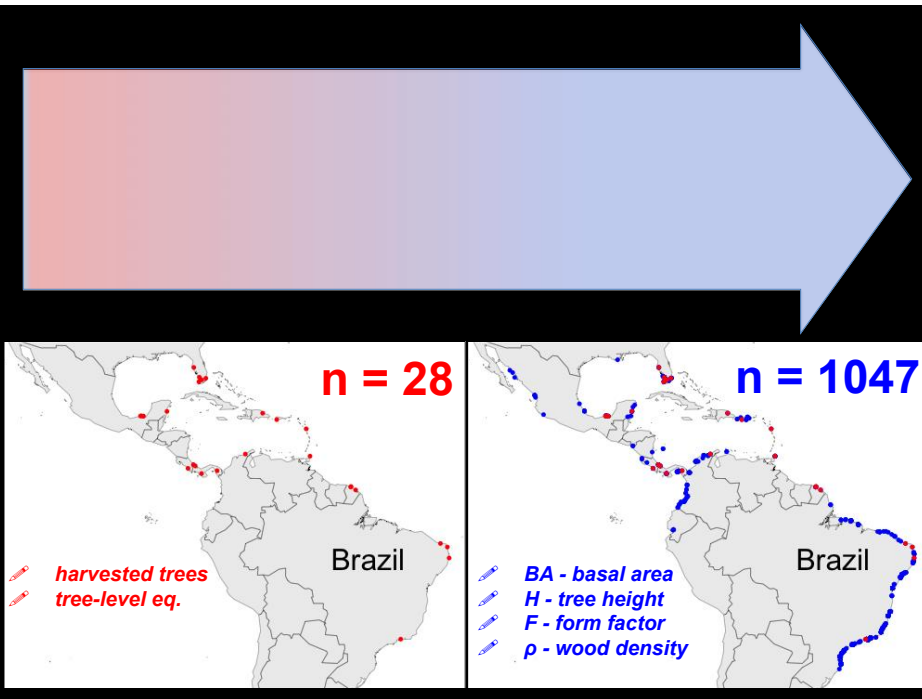 n = 28
Brazil
harvested trees
tree-level eq.
n = 1047
Brazil
BA - basal area
H - tree height
F - form factor
ρ - wood density